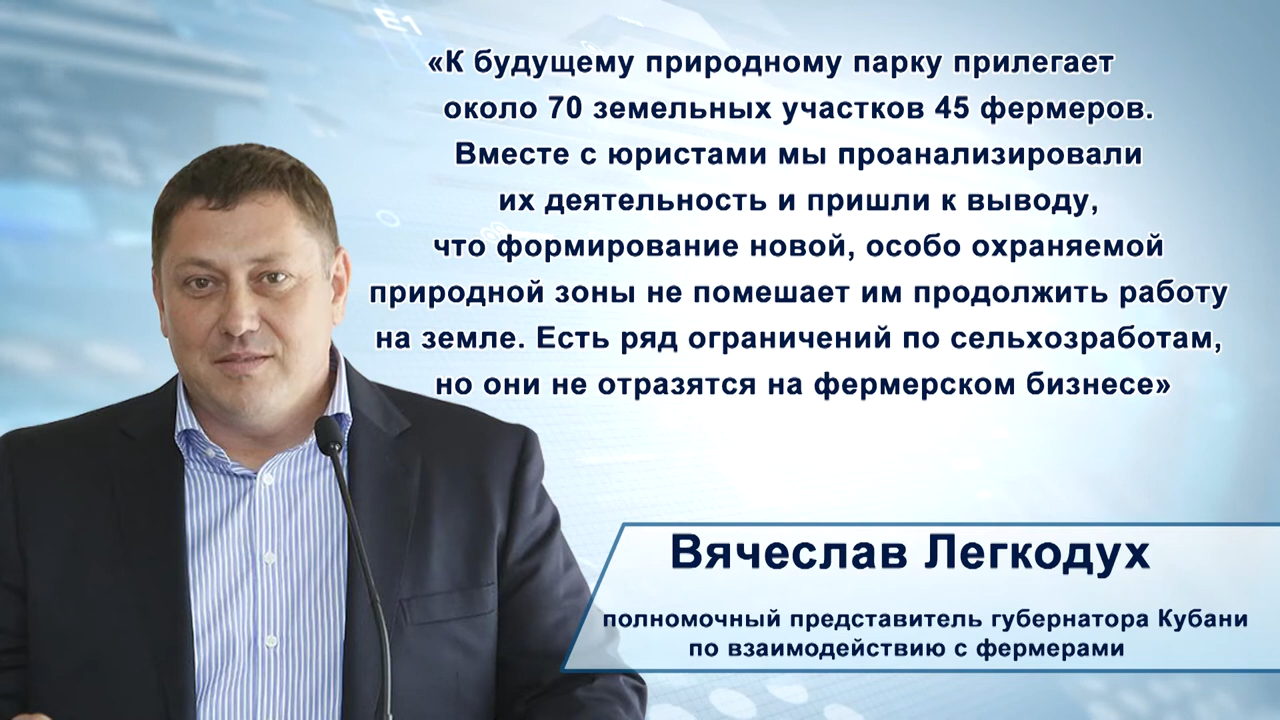 E1
«К будущему природному парку прилегает
около 70 земельных участков 45 фермеров.
Вместе с юристами мы проанализировали
их деятельность и пришли к выводу,
что формирование новой, особо охраняемой
природной зоны не помешает им продолжить работу
на земле. Есть ряд ограничений по сельхозработам,
но они не отразятся на фермерском бизнесе»
Вячеслав Легкодух
полномочный представитель губернатора Кубани
по взаимодействию с фермерами